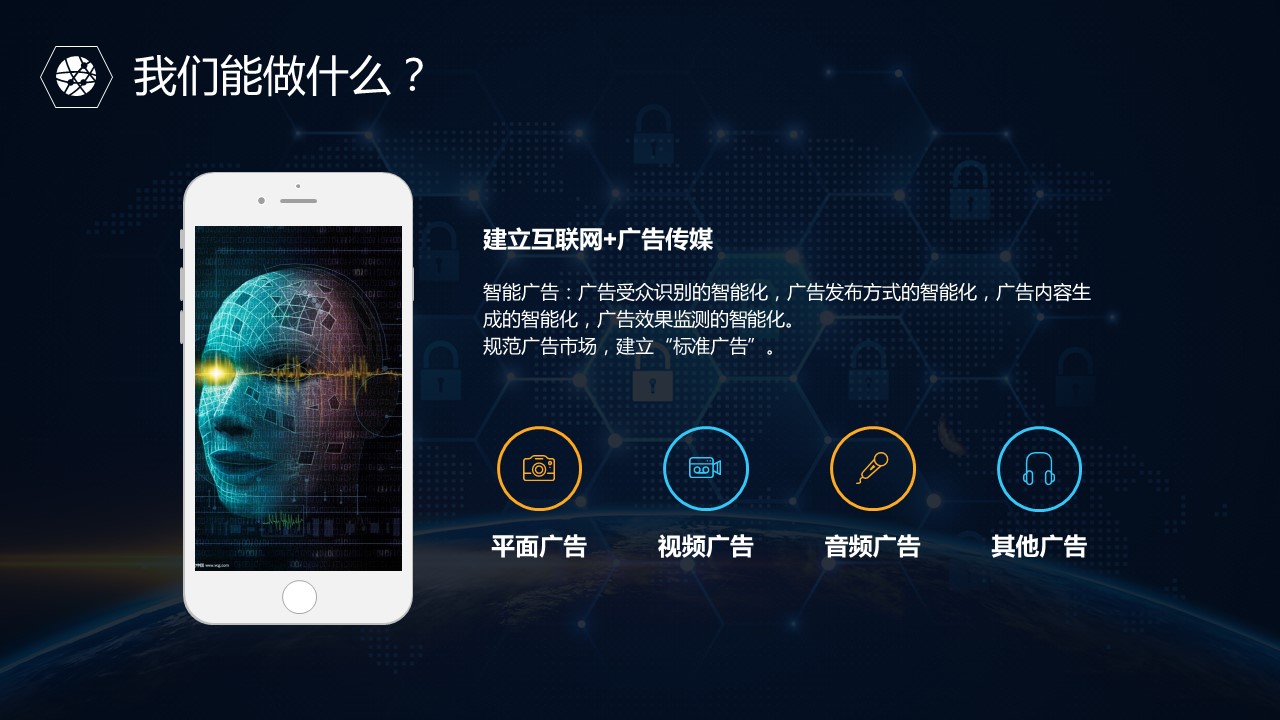 我们能做什么？
建立互联网+广告传媒
智能广告：广告受众识别的智能化，广告发布方式的智能化，广告内容生
成的智能化，广告效果监测的智能化。
规范广告市场，建立“标准广告”。
平面广告
视频广告
音频广告
其他广告